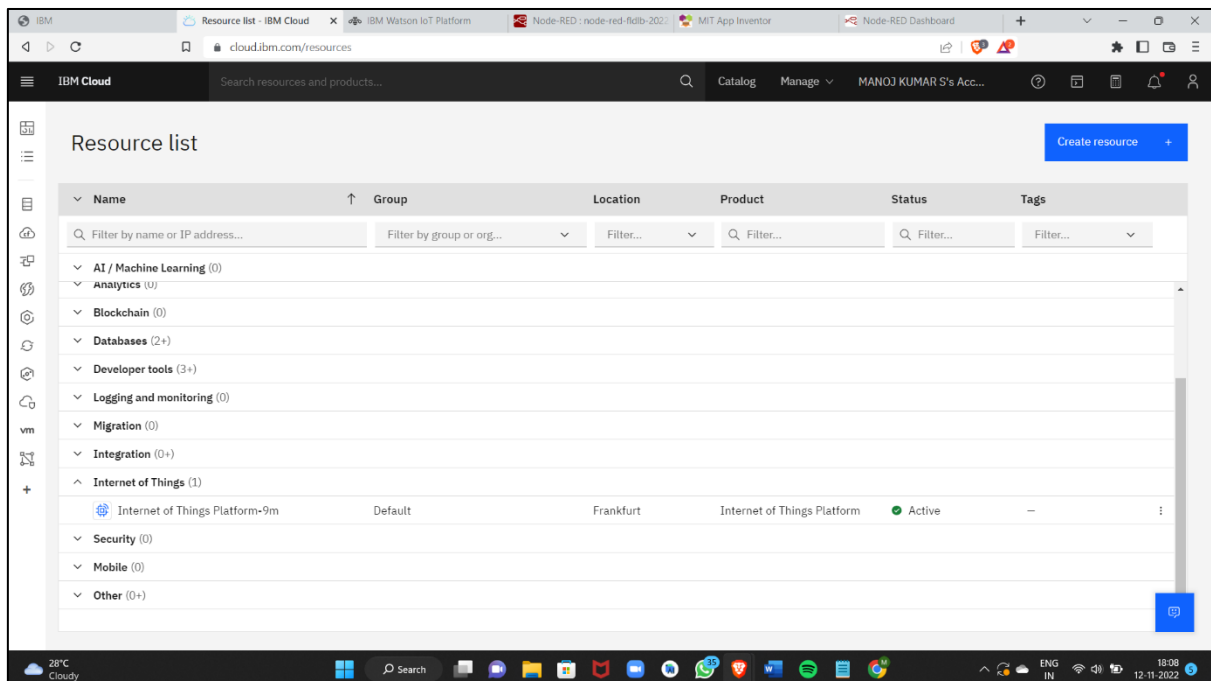 IBM
Resource list - IBM Cloud
IBM Watson IoT Platform
Node-RED : node-red-fldlb-2022
MIT App Inventor
Node-RED Dashboard
cloud.ibm.com/resources
IBM Cloud
Search resources and products...
Catalog
Manage
MANOJ KUMAR S's Acc...
Resource list
Create resource +
Name Group Location Product Status Tags
Filter by name or IP address... Filter by group or org... Filter... Filter... Filter... Filter...
AI / Machine Learning (0)
Analytics (0)
Blockchain (0)
Databases (2+)
Developer tools (3+)
Logging and monitoring (0)
Migration (0)
Integration (0+)
Internet of Things (1)
Internet of Things Platform-9m Default Frankfurt Internet of Things Platform Active –
Security (0)
Mobile (0)
Other (0+)
vm
28°C
Cloudy
Search
35
ENG
IN
18:08
12-11-2022
5